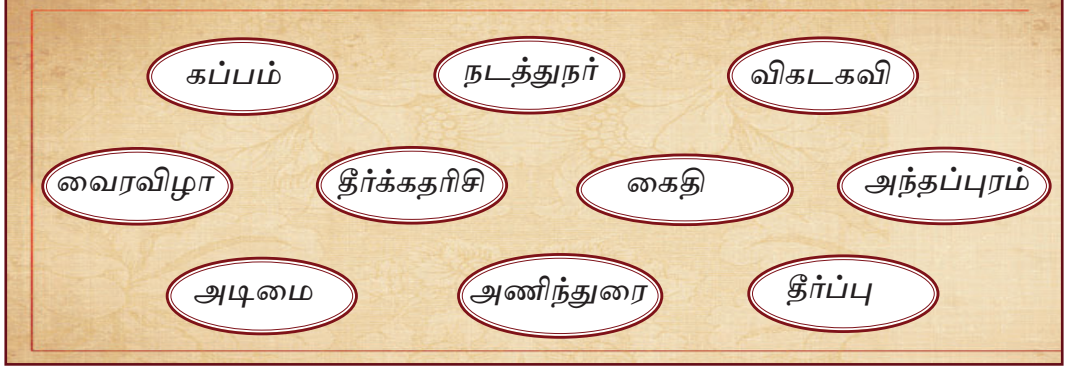 கப்பம் நடத்துநர் விகடகவி
வைரவிழா தீர்க்கதரிசி கைதி அந்தப்புரம்
அடிமை அணிந்துரை தீர்ப்பு